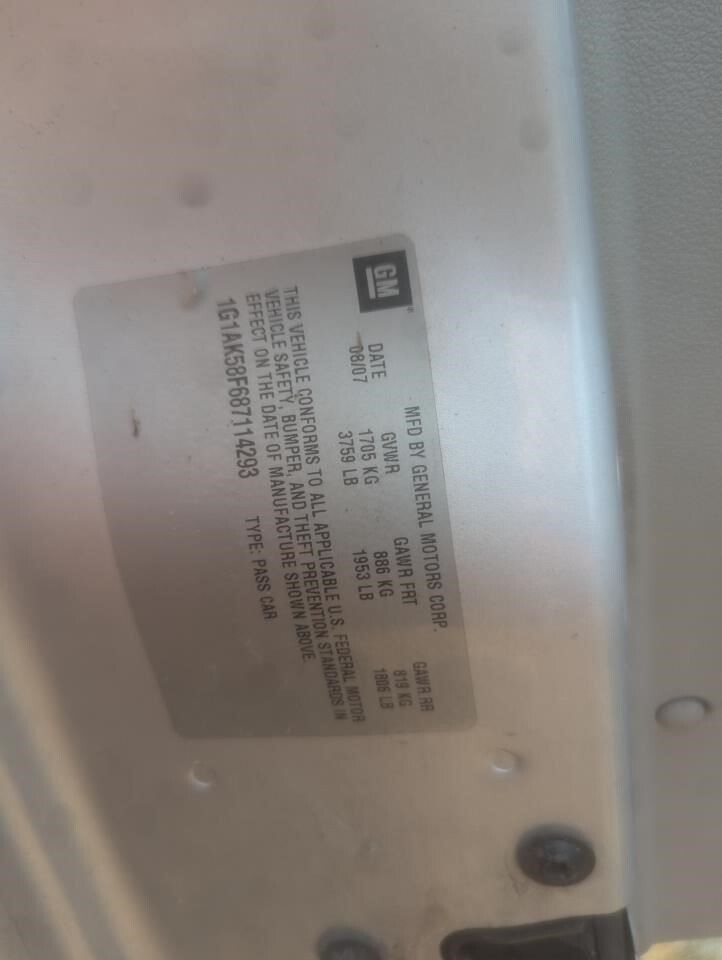 GM
MFD BY GENERAL MOTORS CORP.
DATE GVWR GAWR FRT GAWR RR
08/07 1705 KG 886 KG 819 KG
3759 LB 1953 LB 1806 LB
THIS VEHICLE CONFORMS TO ALL APPLICABLE U.S. FEDERAL MOTOR
VEHICLE SAFETY, BUMPER, AND THEFT PREVENTION STANDARDS IN
EFFECT ON THE DATE OF MANUFACTURE SHOWN ABOVE.
1G1AK58F687114293 TYPE: PASS CAR